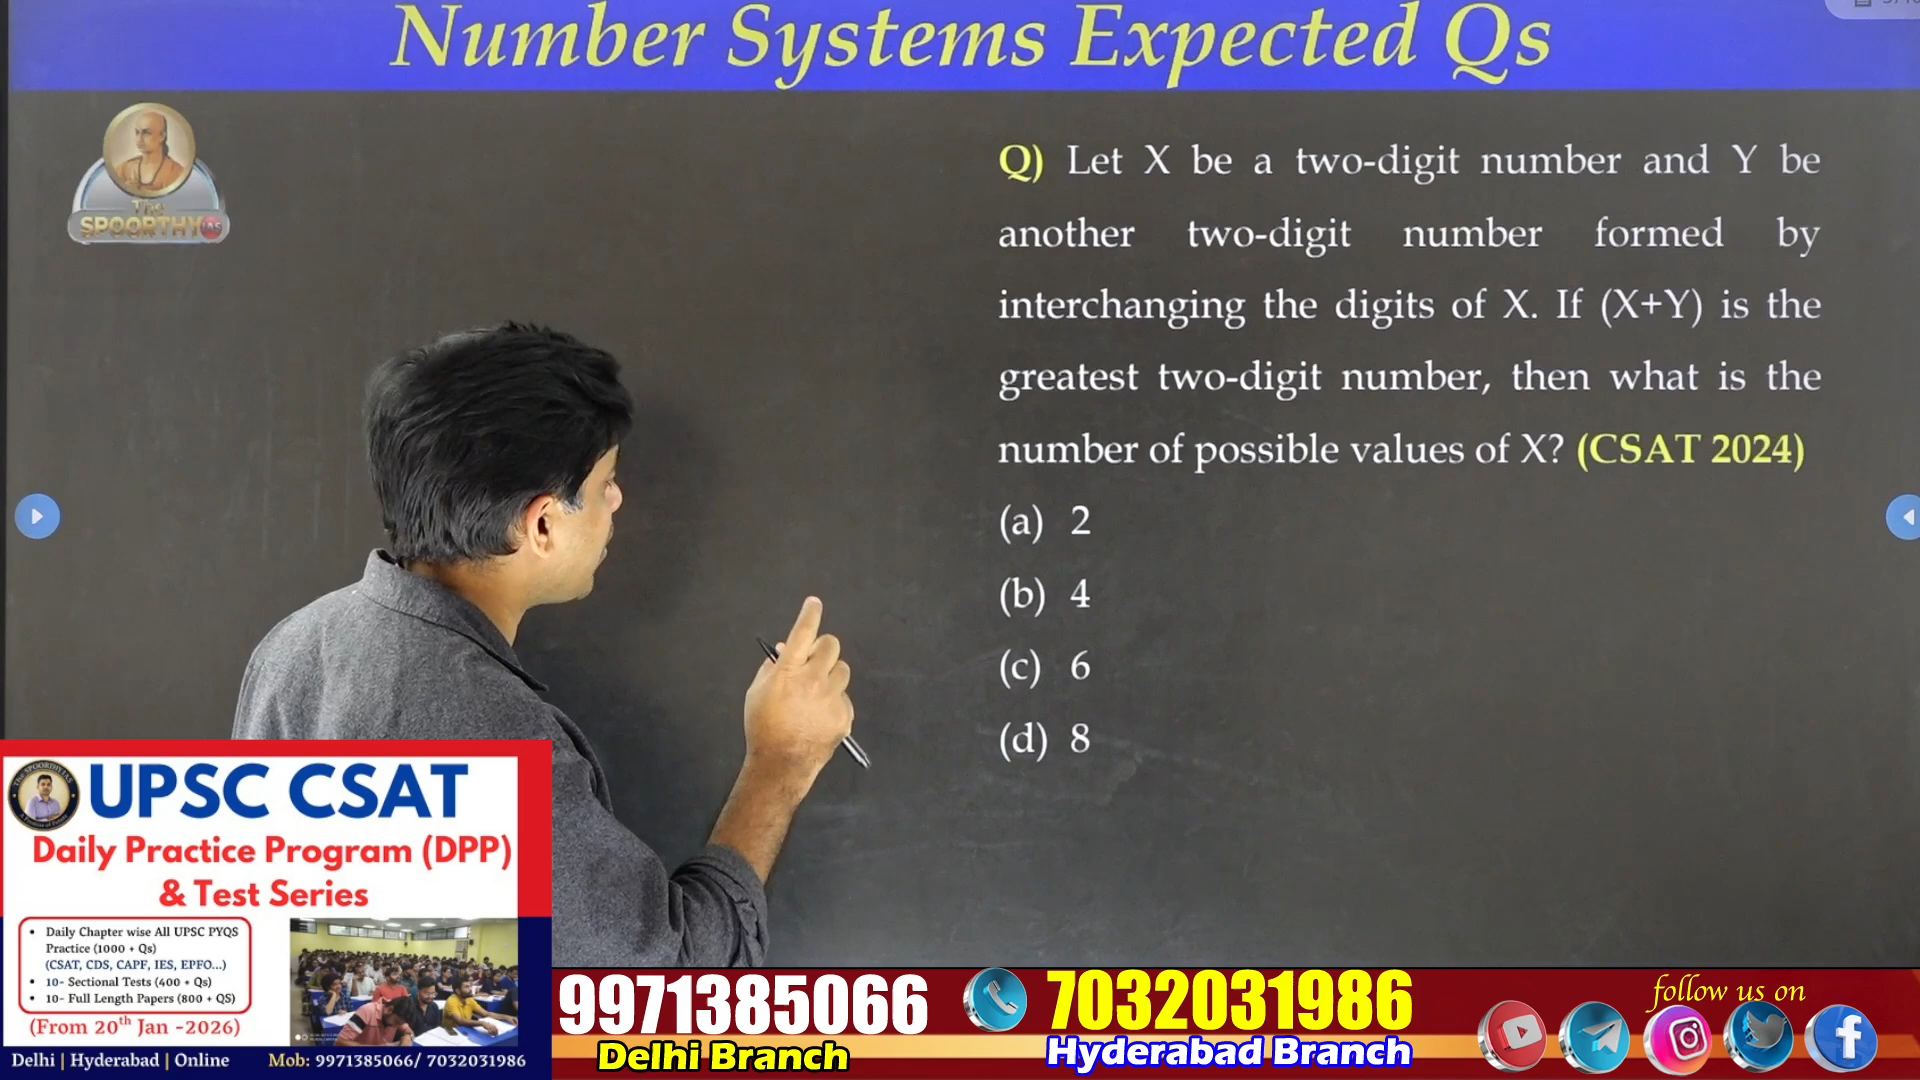 Number Systems Expected Qs
The
SPOORTHY IAS
Q) Let X be a two-digit number and Y be
another two-digit number formed by
interchanging the digits of X. If (X+Y) is the
greatest two-digit number, then what is the
number of possible values of X? (CSAT 2024)
(a) 2
(b) 4
(c) 6
(d) 8
UPSC CSAT
Daily Practice Program (DPP)
& Test Series
• Daily Chapter wise All UPSC PYQS
Practice (1000 + Qs)
(CSAT, CDS, CAPF, IES, EPFO...)
• 10- Sectional Tests (400 + Qs)
• 10- Full Length Papers (800 + QS)
(From 20th Jan -2026)
Delhi | Hyderabad | Online Mob: 9971385066/ 7032031986
9971385066
Delhi Branch
7032031986
Hyderabad Branch
follow us on